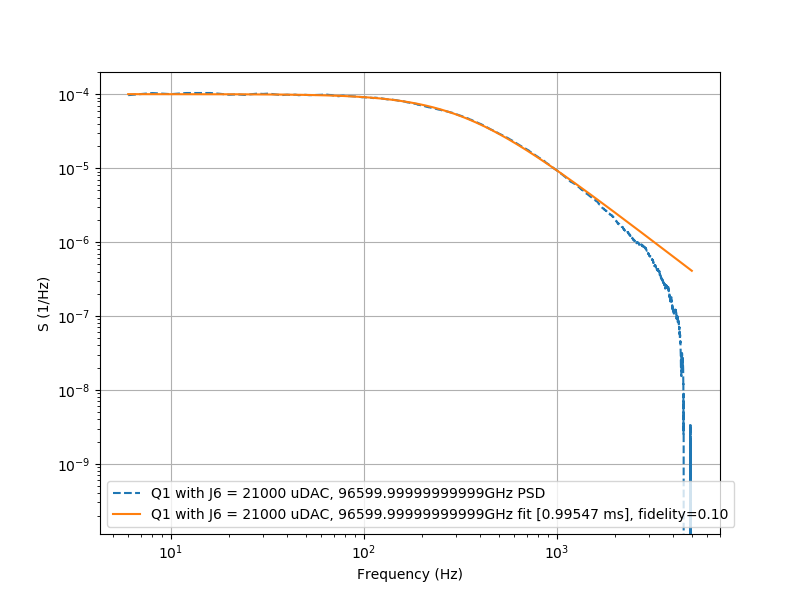 10⁻⁴
10⁻⁵
10⁻⁶
10⁻⁷
10⁻⁸
10⁻⁹
S (1/Hz)
Q1 with J6 = 21000 uDAC, 96599.99999999999GHz PSD
Q1 with J6 = 21000 uDAC, 96599.99999999999GHz fit [0.99547 ms], fidelity=0.10
10¹ 10² 10³
Frequency (Hz)